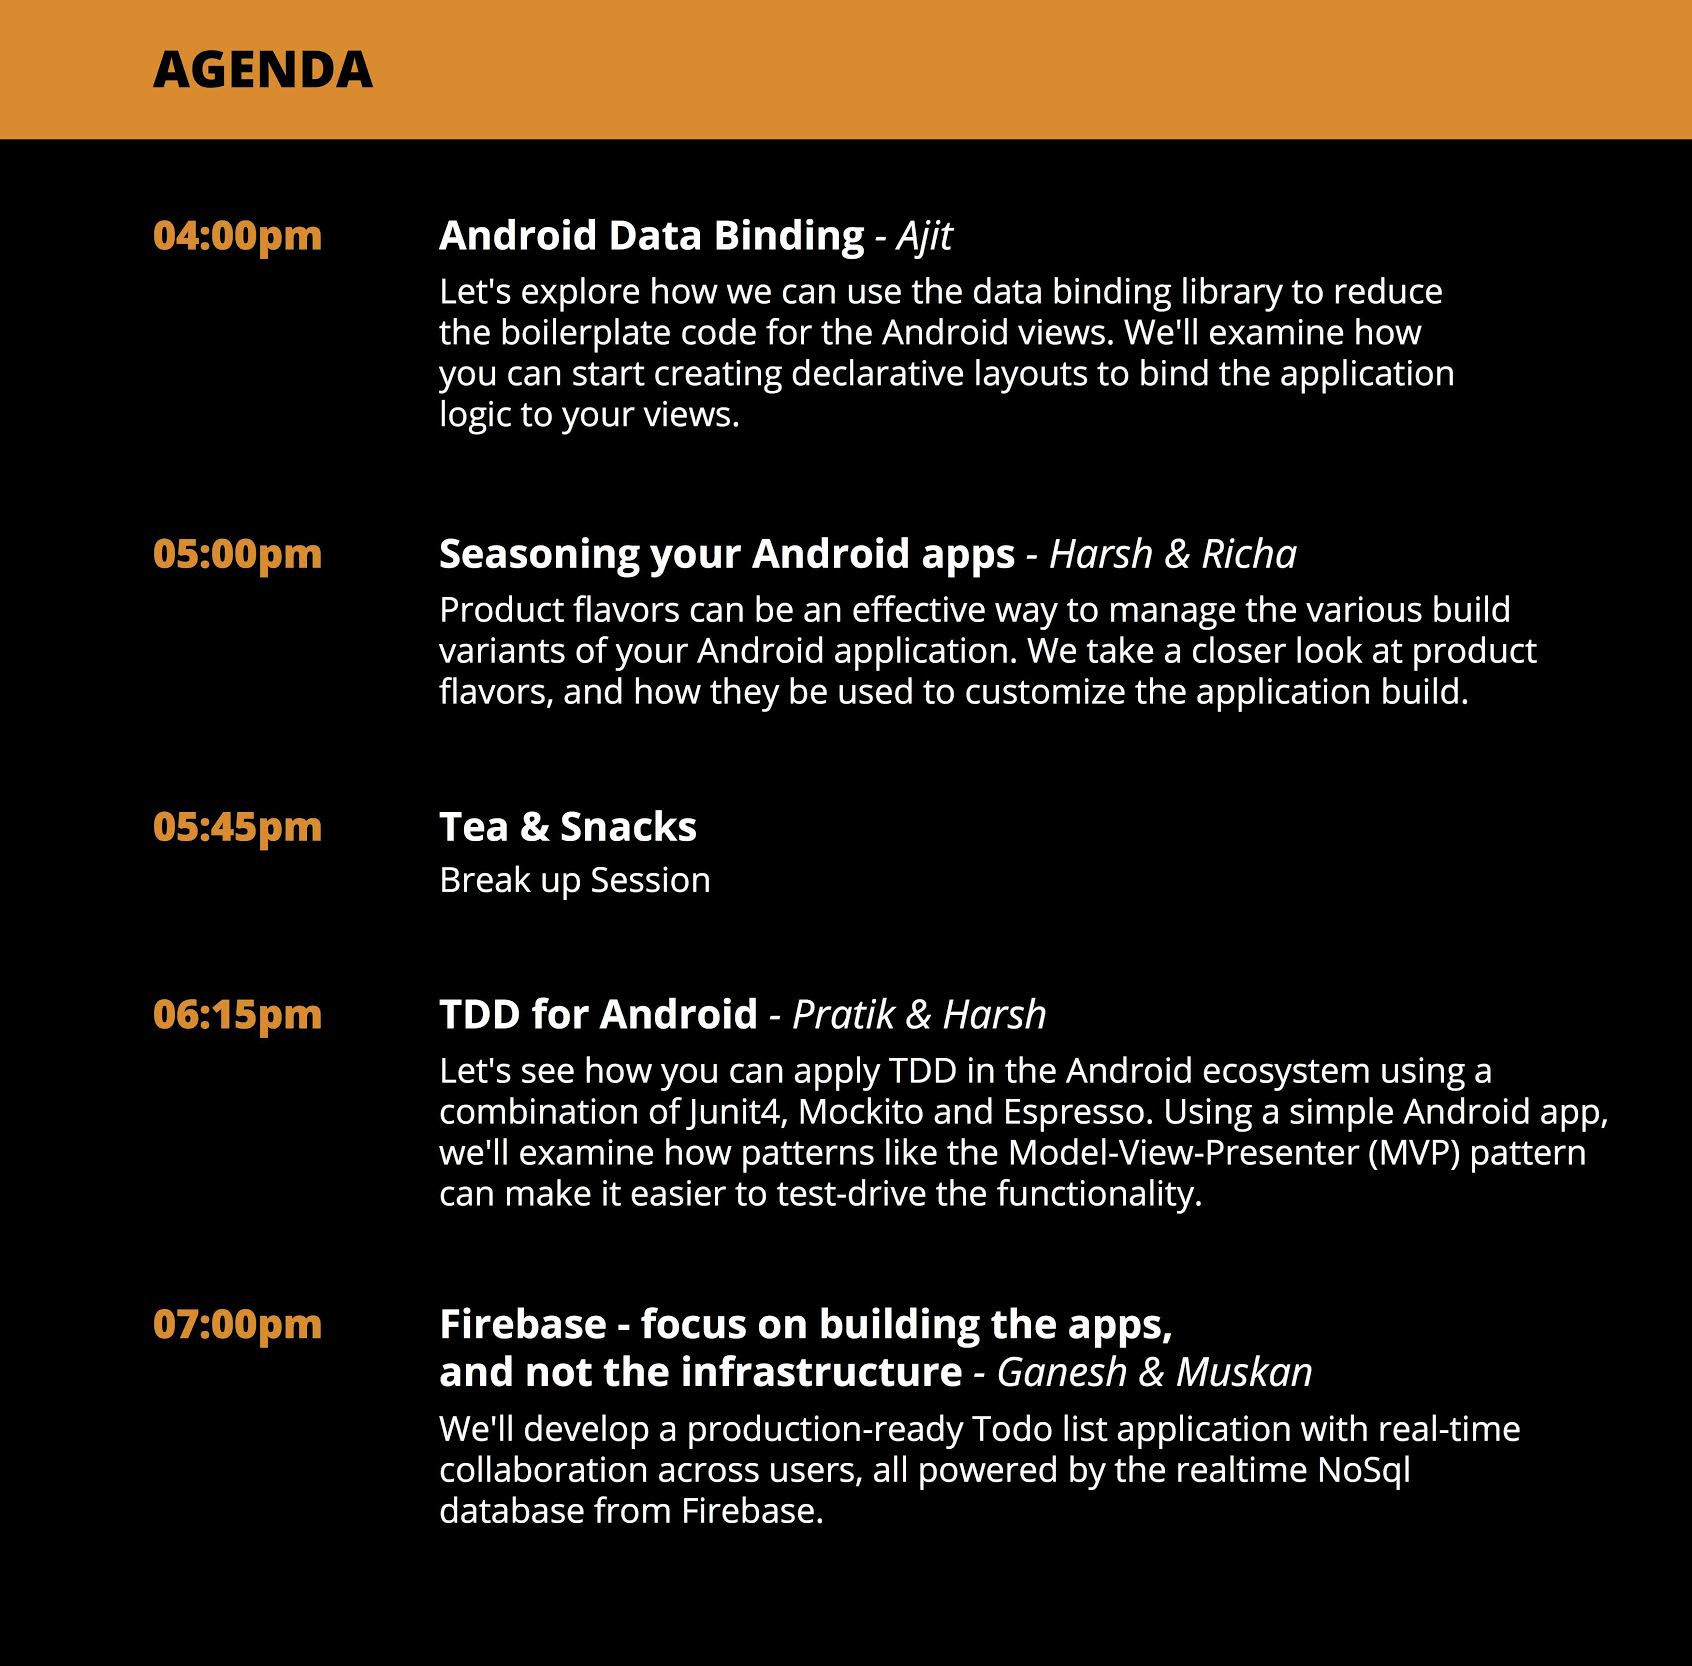 AGENDA
04:00pm
Android Data Binding - Ajit
Let's explore how we can use the data binding library to reduce
the boilerplate code for the Android views. We'll examine how
you can start creating declarative layouts to bind the application
logic to your views.
05:00pm
Seasoning your Android apps - Harsh & Richa
Product flavors can be an effective way to manage the various build
variants of your Android application. We take a closer look at product
flavors, and how they be used to customize the application build.
05:45pm
Tea & Snacks
Break up Session
06:15pm
TDD for Android - Pratik & Harsh
Let's see how you can apply TDD in the Android ecosystem using a
combination of Junit4, Mockito and Espresso. Using a simple Android app,
we'll examine how patterns like the Model-View-Presenter (MVP) pattern
can make it easier to test-drive the functionality.
07:00pm
Firebase - focus on building the apps,
and not the infrastructure - Ganesh & Muskan
We'll develop a production-ready Todo list application with real-time
collaboration across users, all powered by the realtime NoSql
database from Firebase.